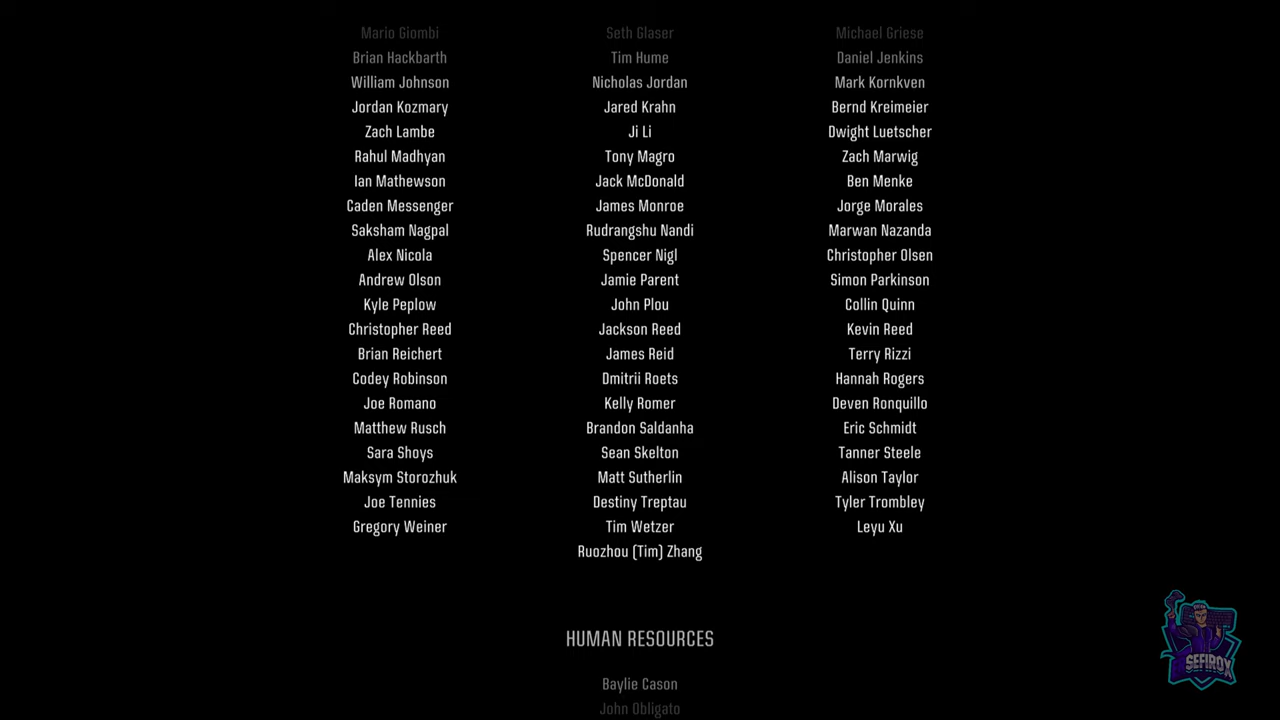 Mario Giombi Seth Glaser Michael Griese
Brian Hackbarth Tim Hume Daniel Jenkins
William Johnson Nicholas Jordan Mark Kornkven
Jordan Kozmary Jared Krahn Bernd Kreimeier
Zach Lambe Ji Li Dwight Luetscher
Rahul Madhyan Tony Magro Zach Marwig
Ian Mathewson Jack McDonald Ben Menke
Caden Messenger James Monroe Jorge Morales
Saksham Nagpal Rudrangshu Nandi Marwan Nazanda
Alex Nicola Spencer Nigl Christopher Olsen
Andrew Olson Jamie Parent Simon Parkinson
Kyle Peplow John Plou Collin Quinn
Christopher Reed Jackson Reed Kevin Reed
Brian Reichert James Reid Terry Rizzi
Codey Robinson Dmitrii Roets Hannah Rogers
Joe Romano Kelly Romer Deven Ronquillo
Matthew Rusch Brandon Saldanha Eric Schmidt
Sara Shoys Sean Skelton Tanner Steele
Maksym Storozhuk Matt Sutherlin Alison Taylor
Joe Tennies Destiny Treptau Tyler Trombley
Gregory Weiner Tim Wetzer Leyu Xu
Ruozhou (Tim) Zhang
HUMAN RESOURCES
Baylie Cason
John Obligato
SEFIROX